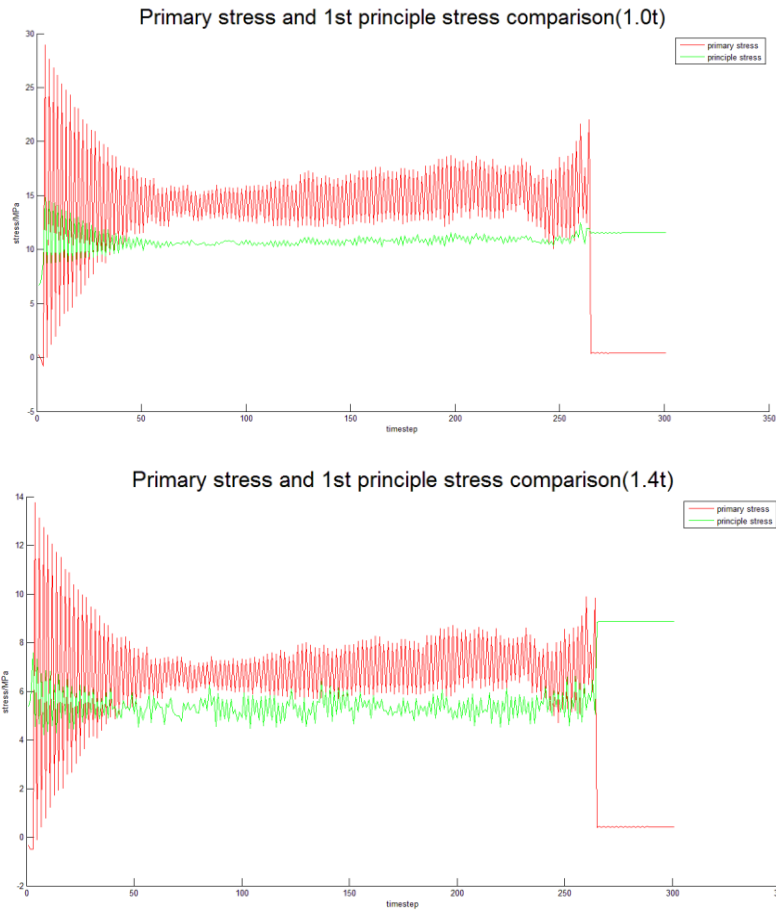 Primary stress and 1st principle stress comparison(1.0t)
30
25
20
15
10
5
0
-5
stress/MPa
primary stress
principle stress
0 50 100 150 200 250 300 350
timestep
Primary stress and 1st principle stress comparison(1.4t)
14
12
10
8
6
4
2
0
-2
stress/MPa
primary stress
principle stress
0 50 100 150 200 250 300
timestep